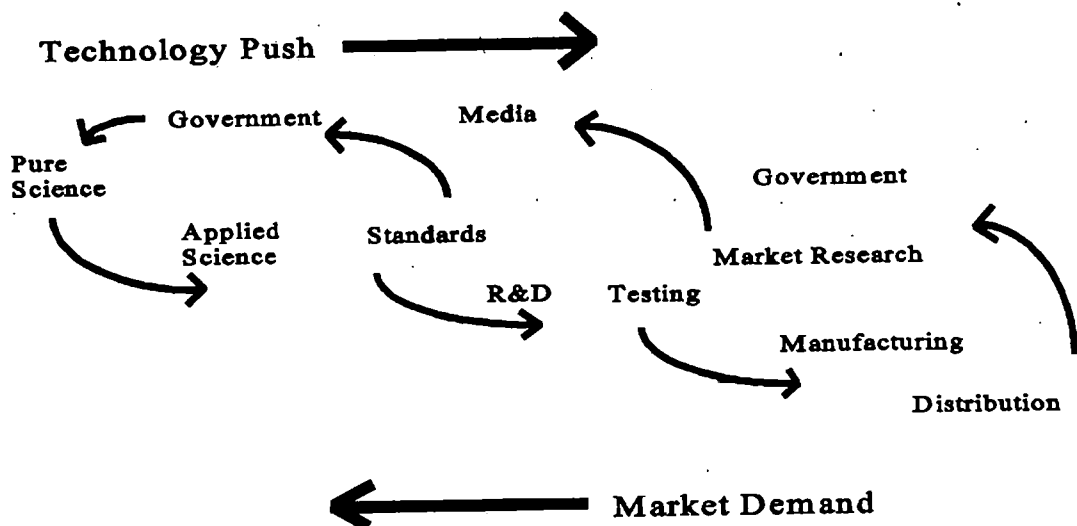 Technology Push
Government
Media
Pure
Science
Government
Applied
Science
Standards
Market Research
R&D
Testing
Manufacturing
Distribution
Market Demand